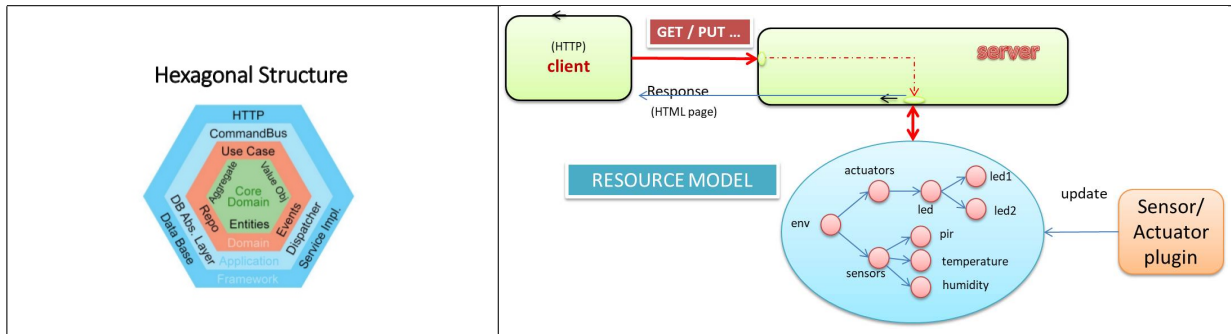 Hexagonal Structure
HTTP
CommandBus
Use Case
Aggregate
Value Obj
Core
Domain
Entities
Repo
Events
DB Abs. Layer
Dispatcher
Data Base
Service Impl.
Domain
Application
Framework
(HTTP)
client
GET / PUT ...
server
Response
(HTML page)
RESOURCE MODEL
actuators
led1
led
led2
env
pir
sensors
temperature
humidity
update
Sensor/
Actuator
plugin